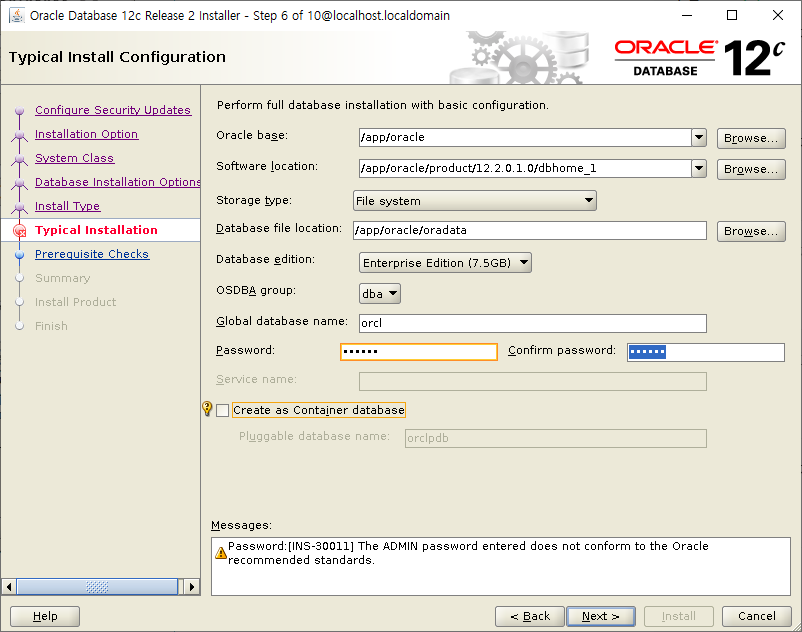 Oracle Database 12c Release 2 Installer - Step 6 of 10@localhost.localdomain
Typical Install Configuration
ORACLE
DATABASE
12c
Configure Security Updates
Installation Option
System Class
Database Installation Options
Install Type
Typical Installation
Prerequisite Checks
Summary
Install Product
Finish
Perform full database installation with basic configuration.
Oracle base: /app/oracle Browse...
Software location: /app/oracle/product/12.2.0.1.0/dbhome_1 Browse...
Storage type: File system
Database file location: /app/oracle/oradata Browse...
Database edition: Enterprise Edition (7.5GB)
OSDBA group: dba
Global database name: orcl
Password: •••••• Confirm password: ••••••
Service name:
Create as Container database
Pluggable database name: orclpdb
Messages:
Password:[INS-30011] The ADMIN password entered does not conform to the Oracle
recommended standards.
Help < Back Next > Install Cancel